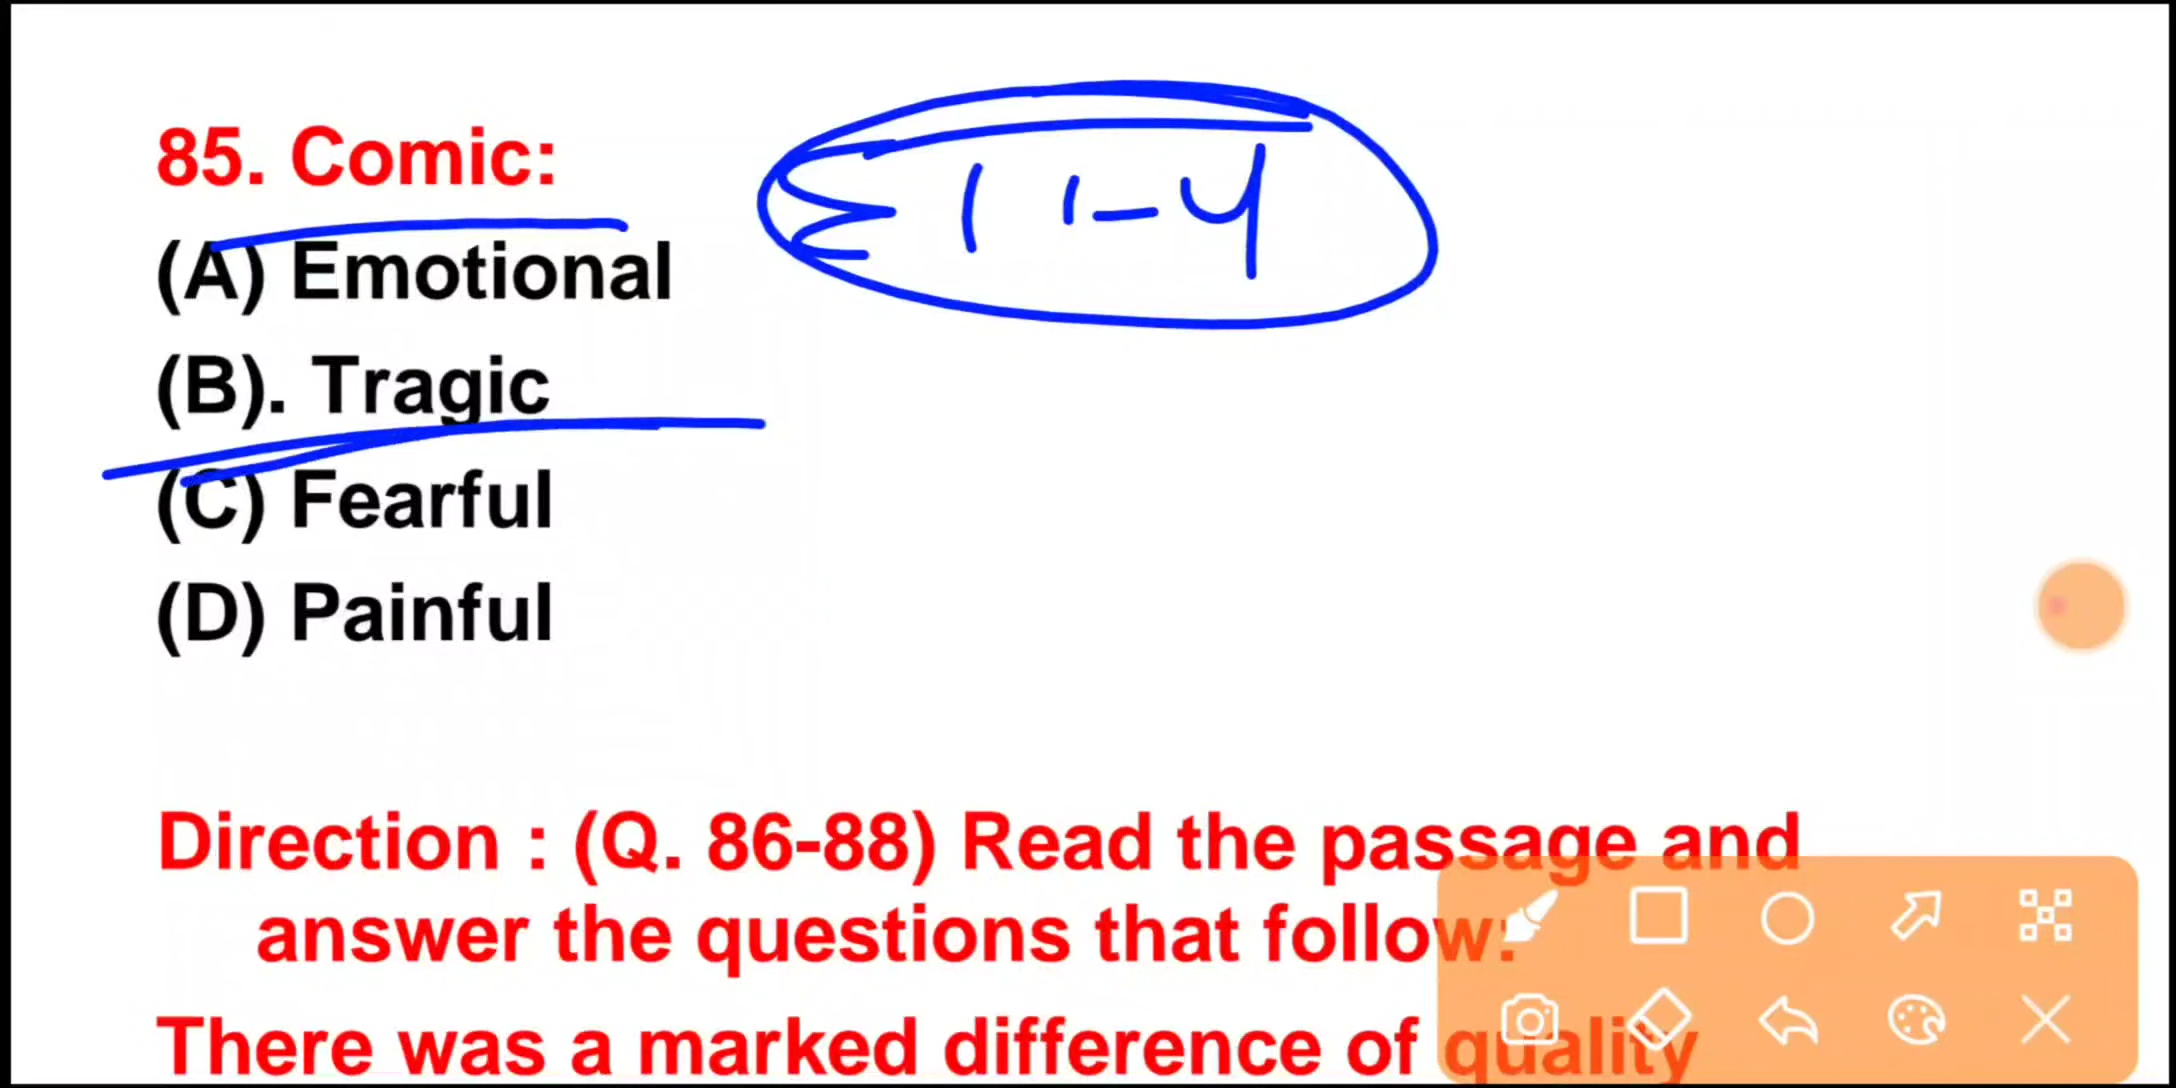 85. Comic:
(A) Emotional
(B). Tragic
(C) Fearful
(D) Painful
Direction : (Q. 86-88) Read the passage and
answer the questions that follow:
There was a marked difference of quality